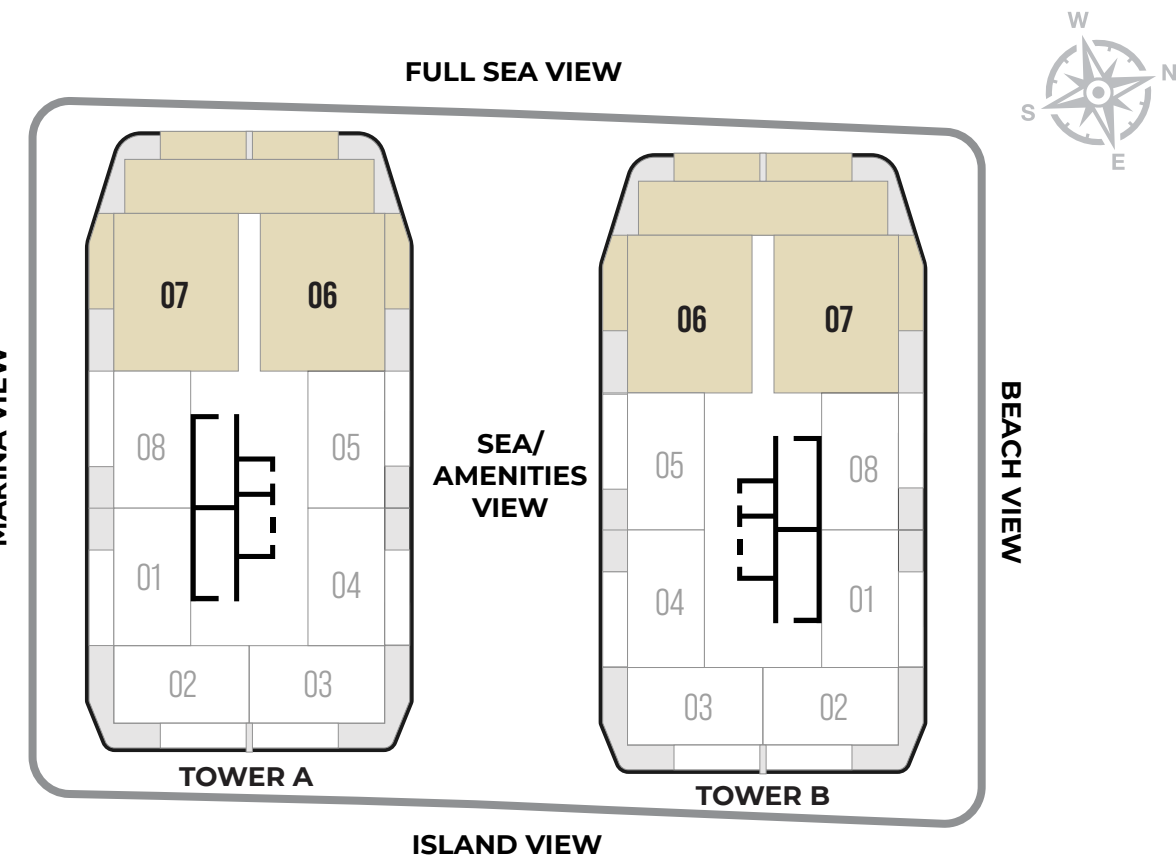 W
N
S
E
FULL SEA VIEW
07
06
06
07
MARINA VIEW
08
05
SEA/
AMENITIES
VIEW
05
08
BEACH VIEW
01
04
04
01
02
03
03
02
TOWER A
TOWER B
ISLAND VIEW